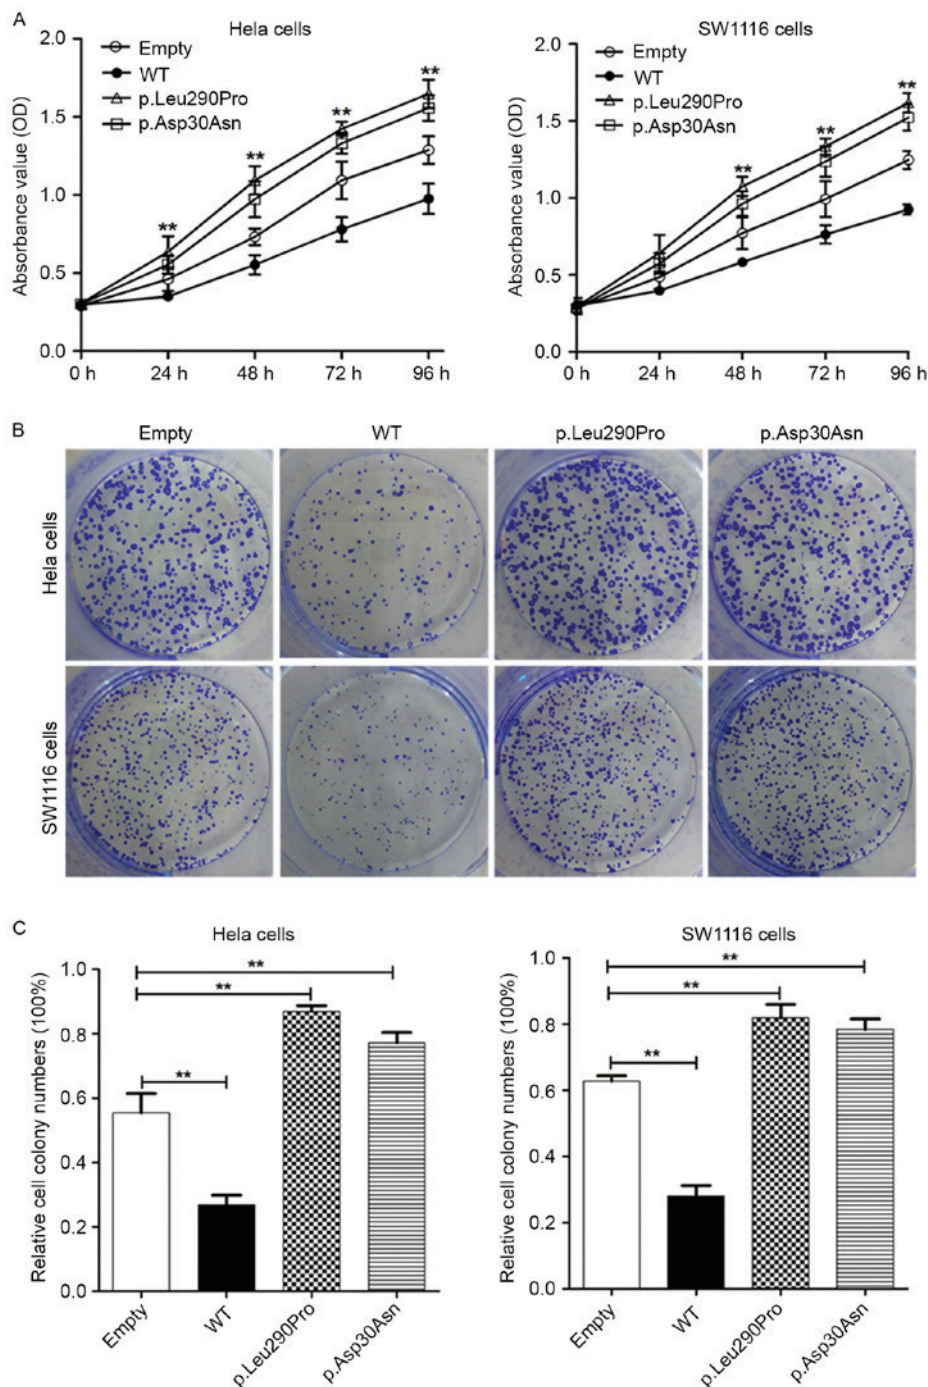 A
Hela cells
SW1116 cells
Absorbance value (OD)
2.0
1.5
1.0
0.5
0.0
Empty
WT
p.Leu290Pro
p.Asp30Asn
**
**
**
**
0 h
24 h
48 h
72 h
96 h
Absorbance value (OD)
2.0
1.5
1.0
0.5
0.0
Empty
WT
p.Leu290Pro
p.Asp30Asn
**
**
**
0 h
24 h
48 h
72 h
96 h
B
Empty
WT
p.Leu290Pro
p.Asp30Asn
Hela cells
SW1116 cells
C
Hela cells
SW1116 cells
Relative cell colony numbers (100%)
1.0
0.8
0.6
0.4
0.2
0.0
**
**
**
Empty
WT
p.Leu290Pro
p.Asp30Asn
Relative cell colony numbers (100%)
1.0
0.8
0.6
0.4
0.2
0.0
**
**
**
Empty
WT
p.Leu290Pro
p.Asp30Asn